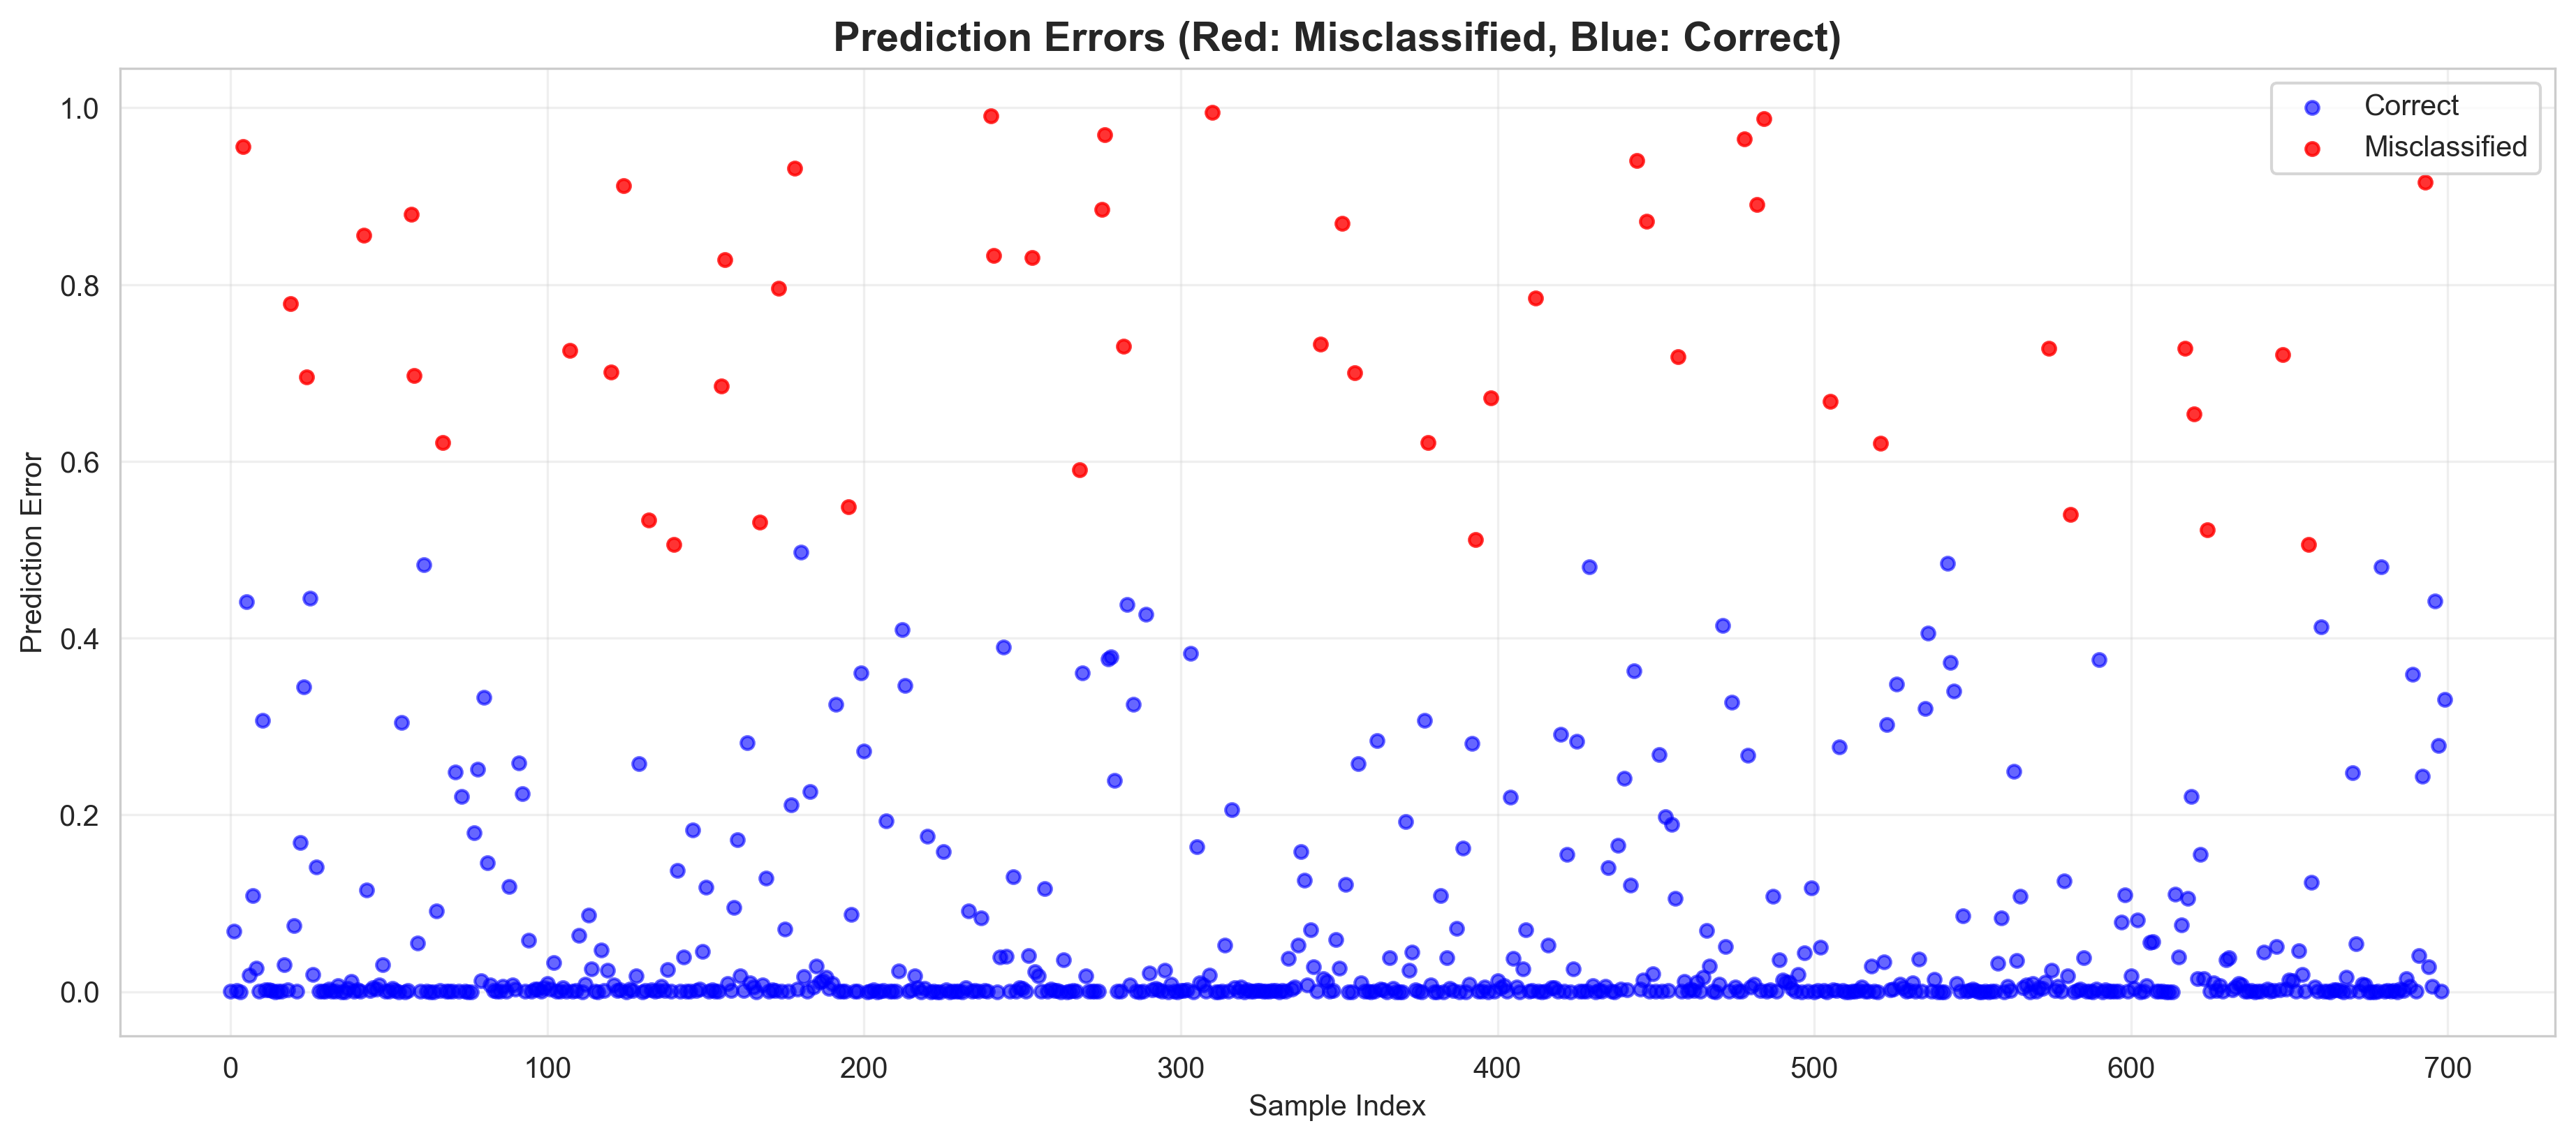 Prediction Errors (Red: Misclassified, Blue: Correct)
Correct
Misclassified
1.0
0.8
0.6
0.4
0.2
0.0
Prediction Error
0 100 200 300 400 500 600 700
Sample Index